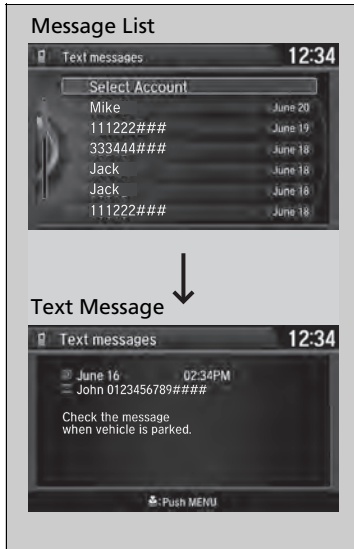 Message List
Text messages 12:34
Select Account
Mike June 20
111222### June 19
333444### June 18
Jack June 18
Jack June 18
111222### June 18
Text Message
Text messages 12:34
June 16 02:34PM
John 0123456789####
Check the message
when vehicle is parked.
:Push MENU